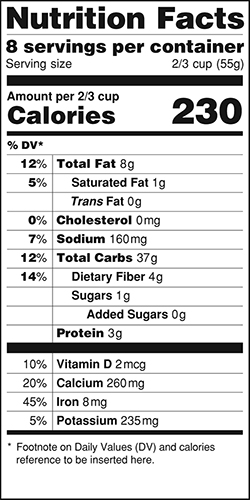 Nutrition Facts
8 servings per container
Serving size 2/3 cup (55g)
Amount per 2/3 cup
Calories 230
% DV*
12% Total Fat 8g
5% Saturated Fat 1g
Trans Fat 0g
0% Cholesterol 0mg
7% Sodium 160mg
12% Total Carbs 37g
14% Dietary Fiber 4g
Sugars 1g
Added Sugars 0g
Protein 3g
10% Vitamin D 2mcg
20% Calcium 260mg
45% Iron 8mg
5% Potassium 235mg
* Footnote on Daily Values (DV) and calories
reference to be inserted here.